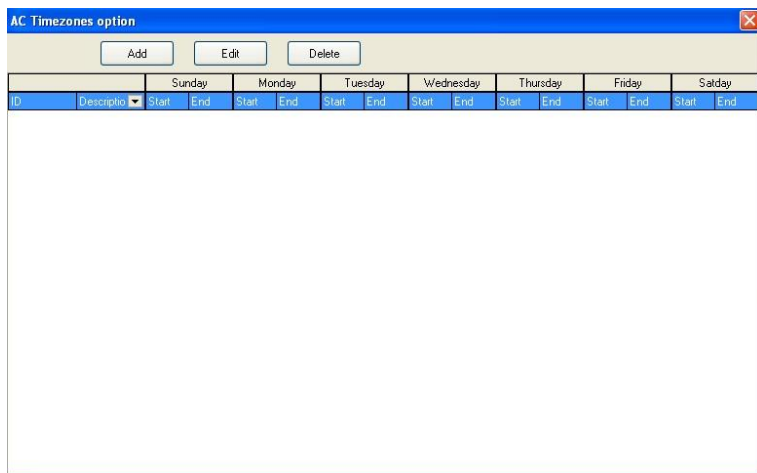 AC Timezones option
Add Edit Delete
Sunday Monday Tuesday Wednesday Thursday Friday Satday
ID Descriptio Start End Start End Start End Start End Start End Start End Start End